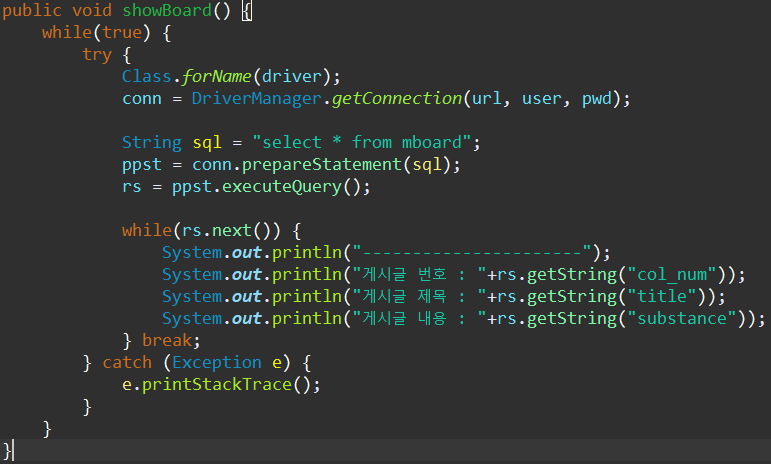 public void showBoard() {
    while(true) {
        try {
            Class.forName(driver);
            conn = DriverManager.getConnection(url, user, pwd);

            String sql = "select * from mboard";
            ppst = conn.prepareStatement(sql);
            rs = ppst.executeQuery();

            while(rs.next()) {
                System.out.println("----------------------");
                System.out.println("게시글 번호 : "+rs.getString("col_num"));
                System.out.println("게시글 제목 : "+rs.getString("title"));
                System.out.println("게시글 내용 : "+rs.getString("substance"));
            } break;
        } catch (Exception e) {
            e.printStackTrace();
        }
    }
}